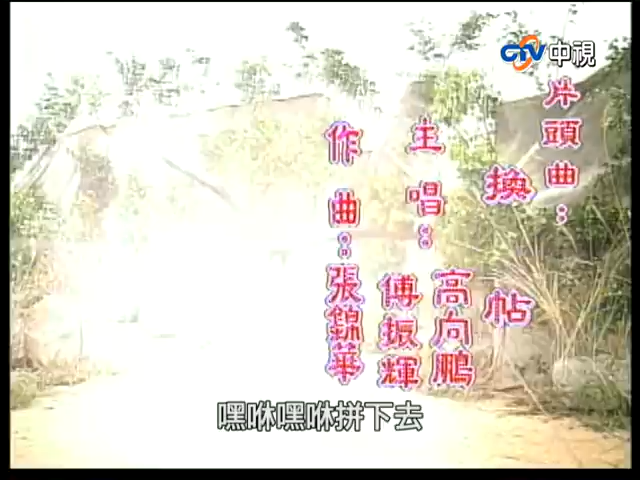 CTV中視
片頭曲：
換帖
主唱：高向鵬
傅振輝
作曲：張錦華
嘿咻嘿咻拼下去